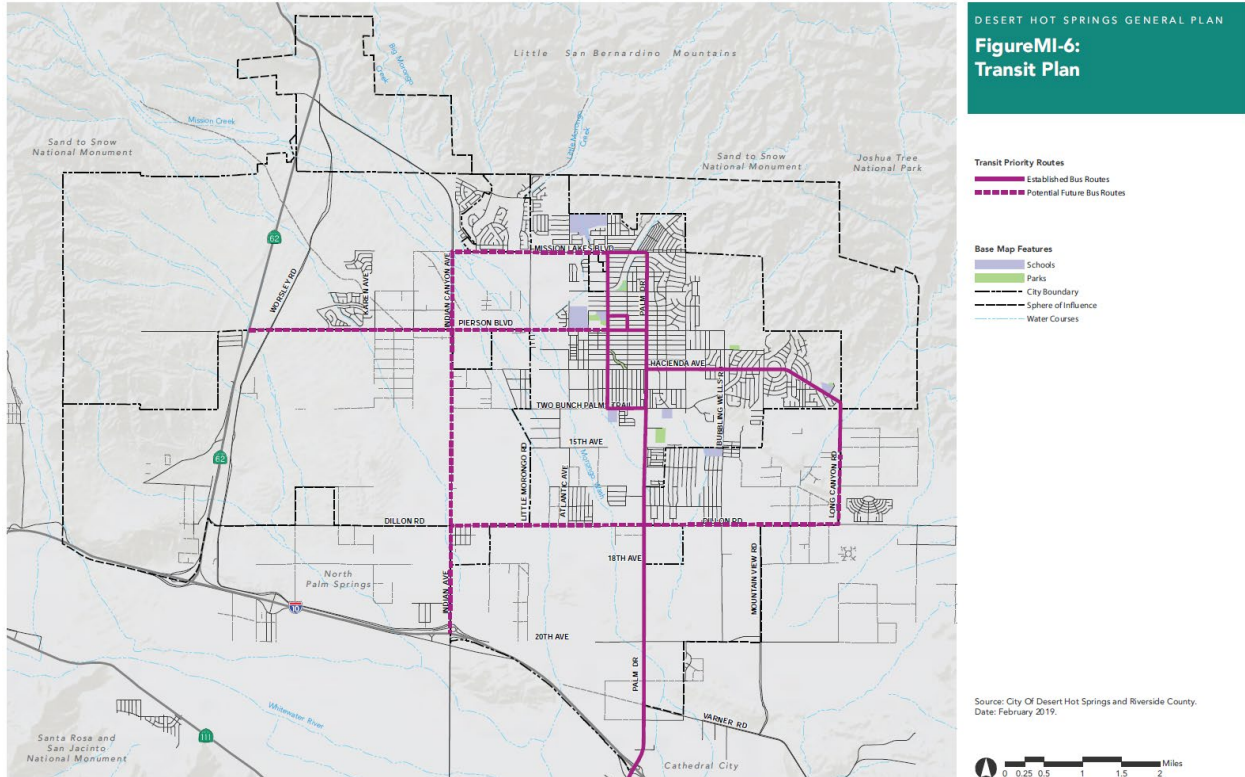 DESERT HOT SPRINGS GENERAL PLAN
FigureMI-6:
Transit Plan
Transit Priority Routes
Established Bus Routes
Potential Future Bus Routes
Base Map Features
Schools
Parks
City Boundary
Sphere of Influence
Water Courses
Source: City Of Desert Hot Springs and Riverside County.
Date: February 2019.
0 0.25 0.5 1 1.5 2 Miles
Little San Bernardino Mountains
Big Morongo
Creek
Mission Creek
Little Morongo
Creek
Sand to Snow
National Monument
Sand to Snow
National Monument
Joshua Tree
National Park
62
WORSLEY RD
KAREN AVE
INDIAN CANYON AVE
MISSION LAKES BLVD
PALM DR
PIERSON BLVD
HACIENDA AVE
BUBBLING WELLS RD
TWO BUNCH PALMS TRAIL
15TH AVE
62
LITTLE MORONGO RD
ATLANTIC AVE
Morongo Wash
LONG CANYON RD
DILLON RD
DILLON RD
18TH AVE
MOUNTAIN VIEW RD
North
Palm Springs
INDIAN AVE
10
20TH AVE
PALM DR
VARNER RD
Whitewater River
111
Santa Rosa and
San Jacinto
National Monument
Cathedral City